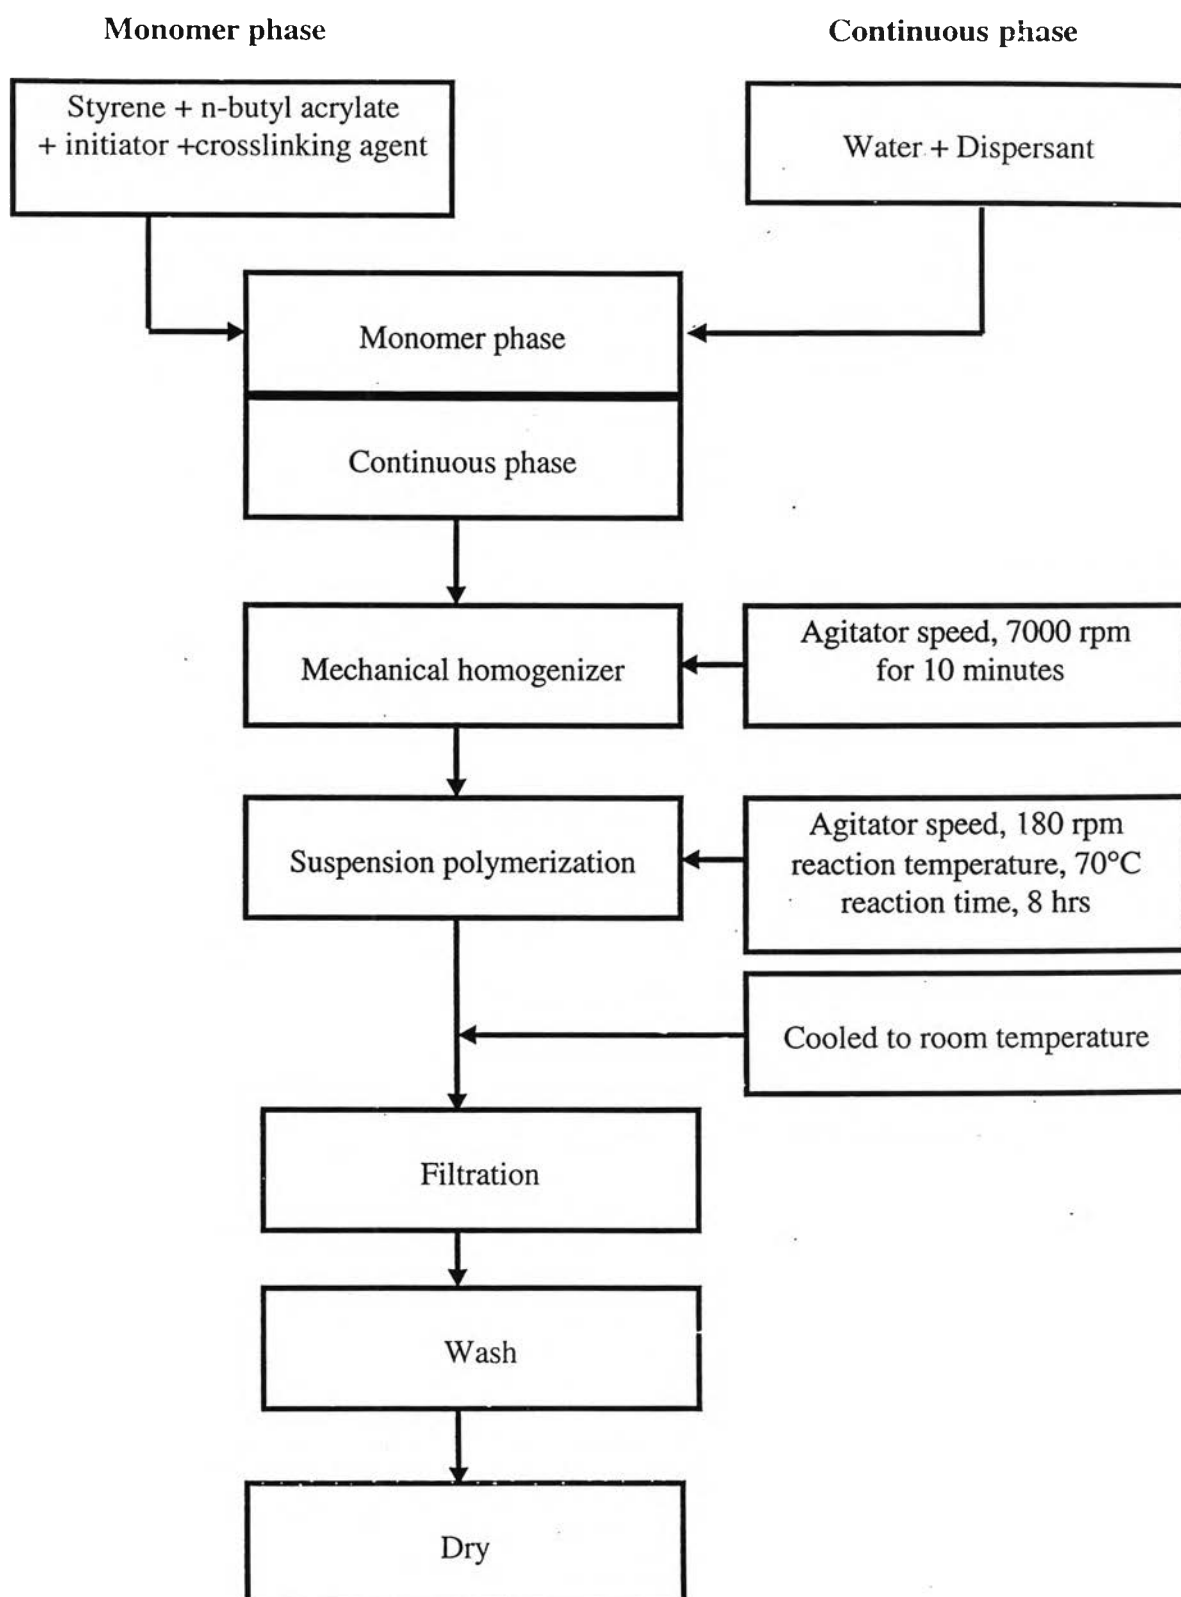 Monomer phase
Continuous phase
Styrene + n-butyl acrylate
+ initiator +crosslinking agent
Water + Dispersant
Monomer phase
Continuous phase
Mechanical homogenizer
Agitator speed, 7000 rpm
for 10 minutes
Suspension polymerization
Agitator speed, 180 rpm
reaction temperature, 70°C
reaction time, 8 hrs
Cooled to room temperature
Filtration
Wash
Dry